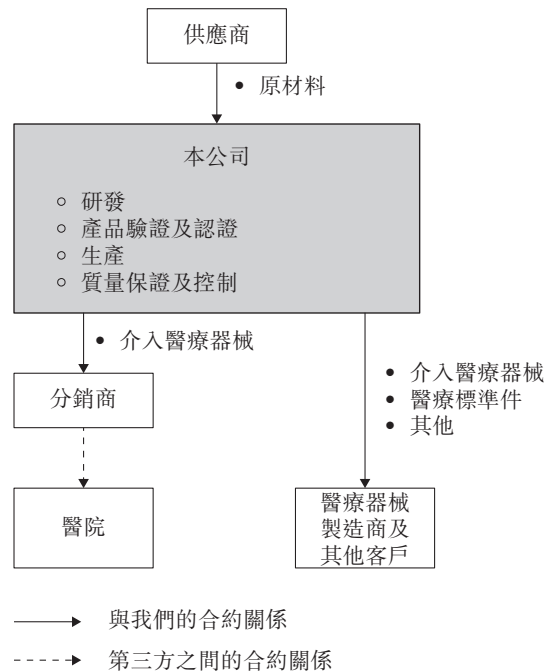 供應商
• 原材料
本公司
○ 研發
○ 產品驗證及認證
○ 生產
○ 質量保證及控制
• 介入醫療器械
分銷商
• 介入醫療器械
• 醫療標準件
• 其他
醫院
醫療器械
製造商及
其他客戶
與我們的合約關係
第三方之間的合約關係